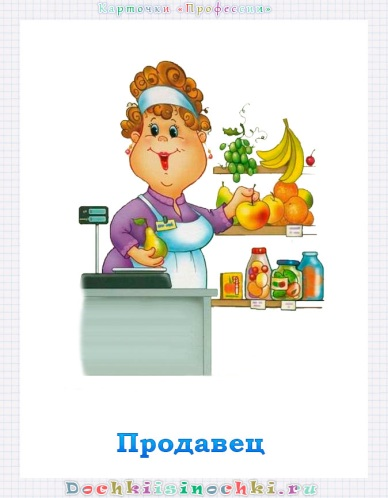 Карточки «Профессии»
Продавец
Dochkiisinochki.ru